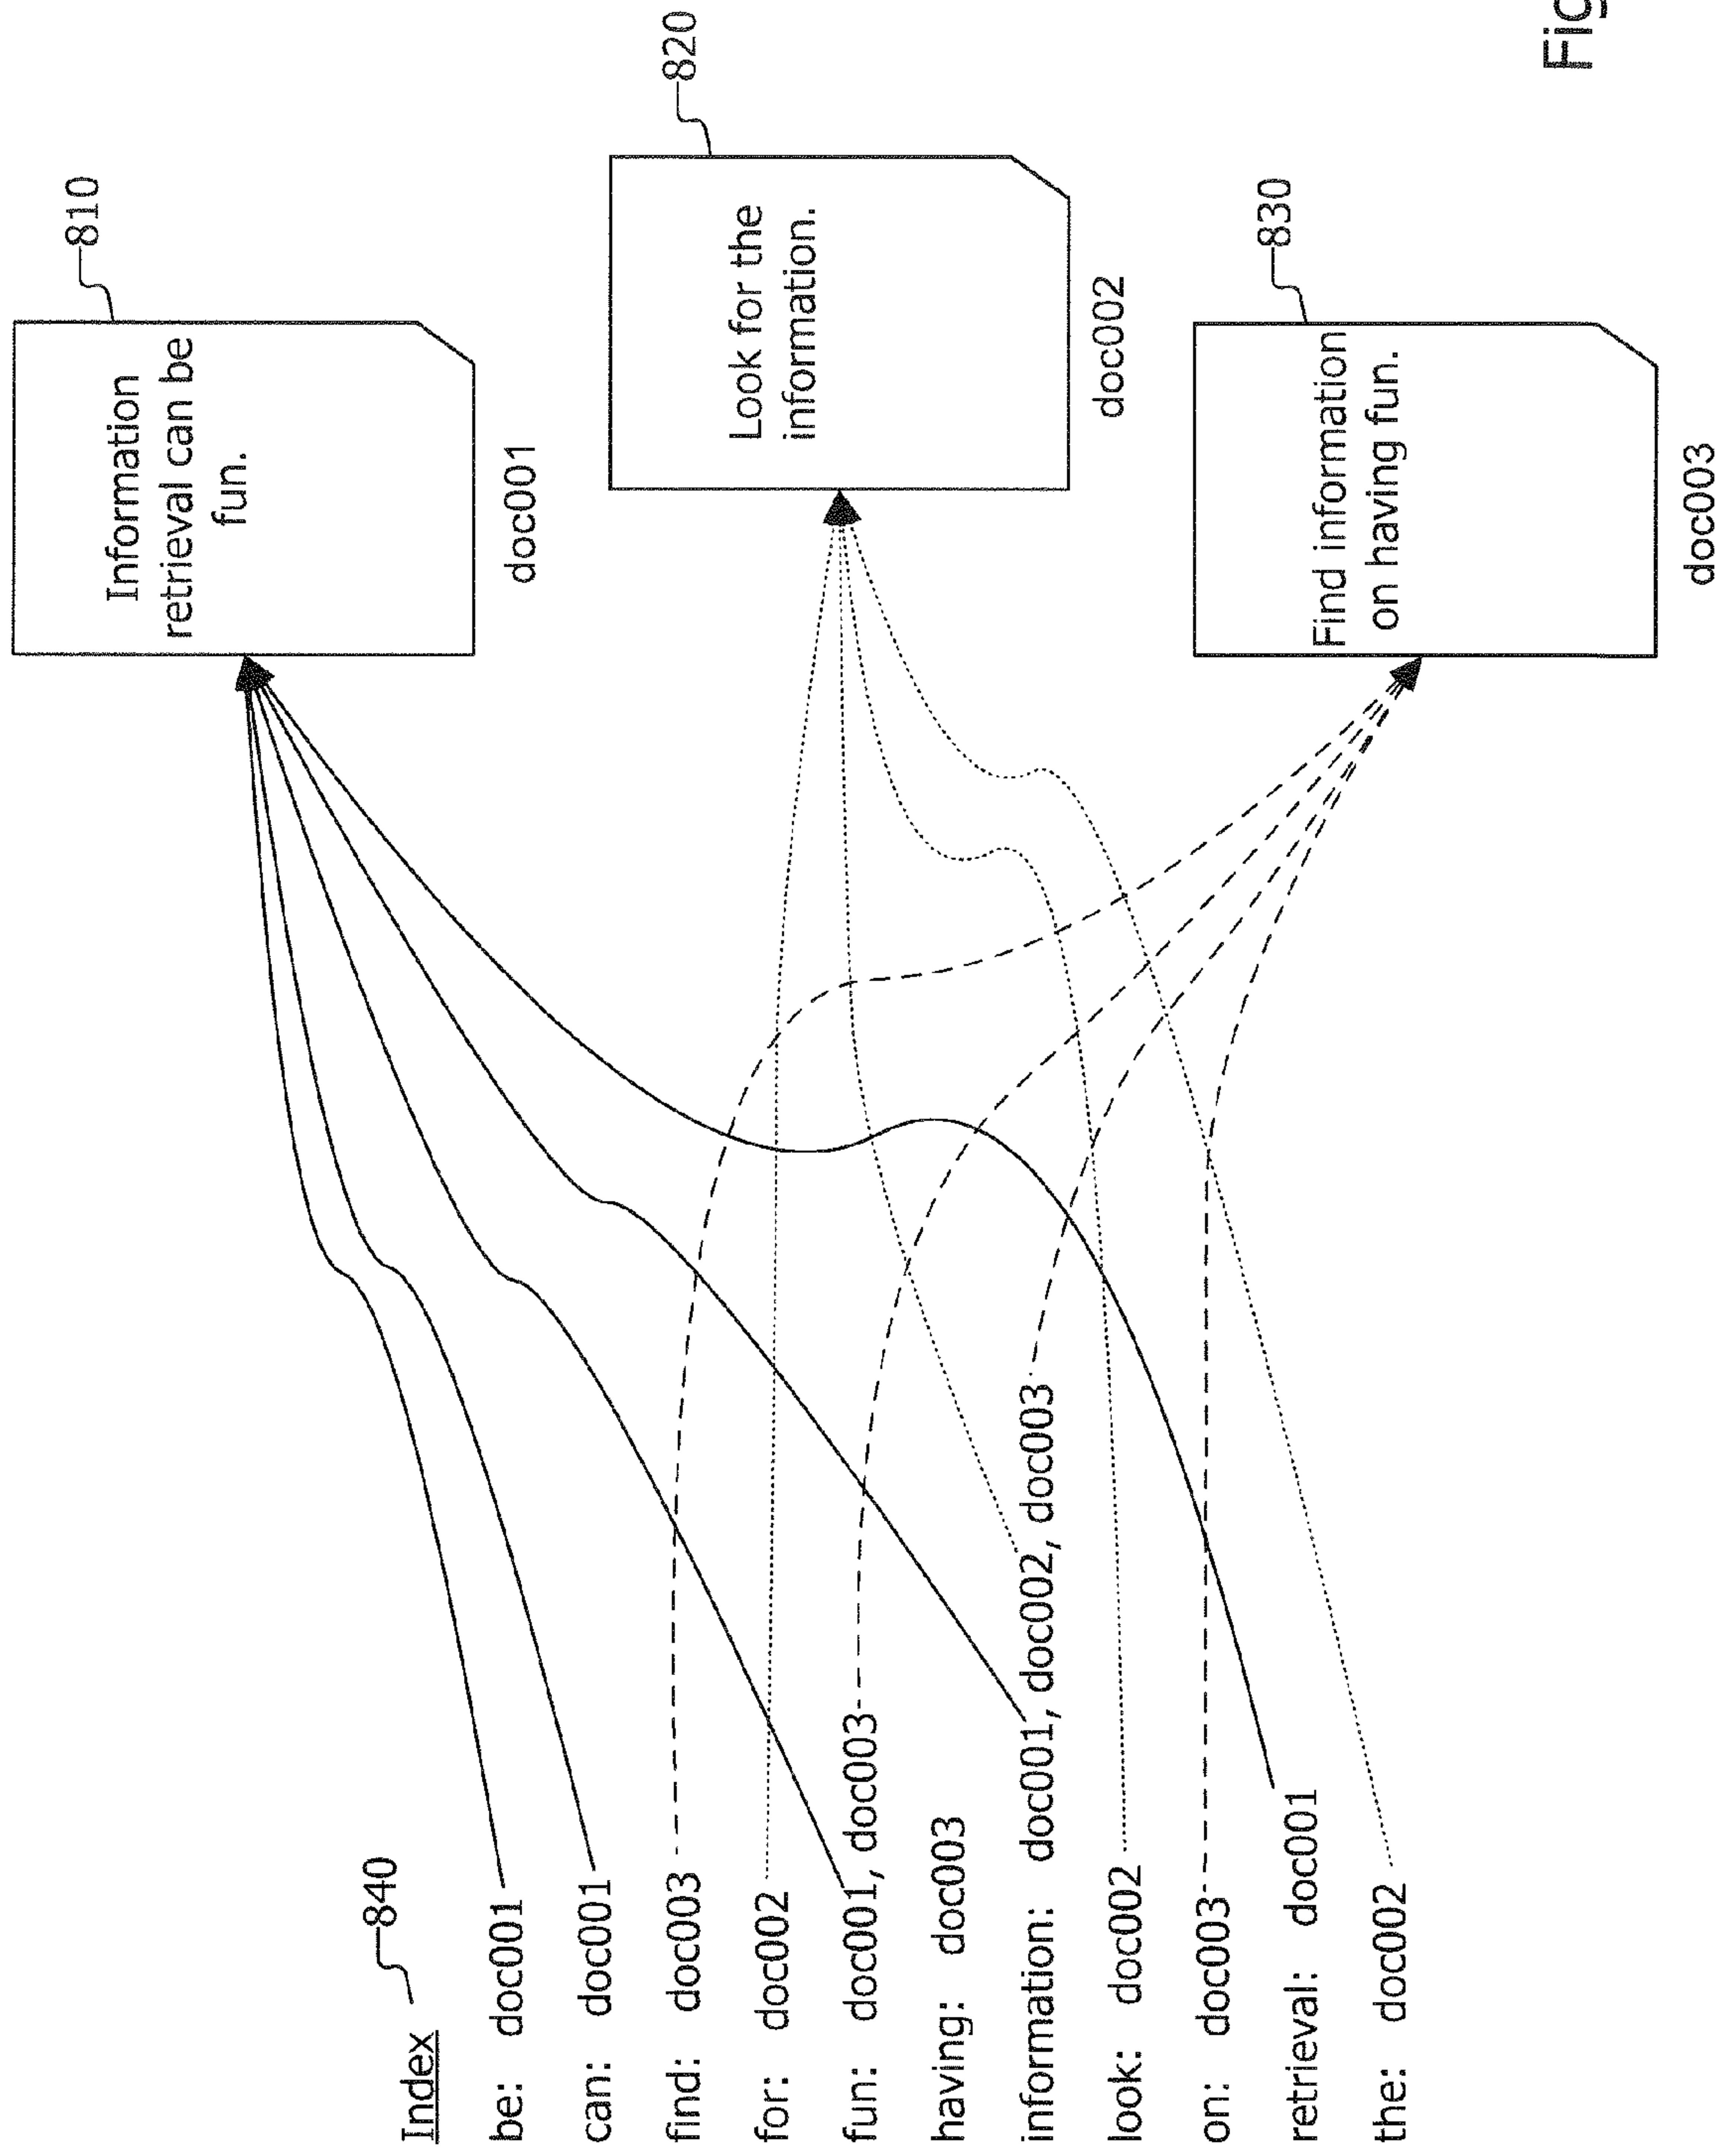 Index
840
be: doc001
can: doc001
find: doc003
for: doc002
fun: doc001, doc003
having: doc003
information: doc001, doc002, doc003
look: doc002
on: doc003
retrieval: doc001
the: doc002
Information
retrieval can be
fun.
810
doc001
Look for the
information.
820
doc002
Find information
on having fun.
830
doc003
Fig